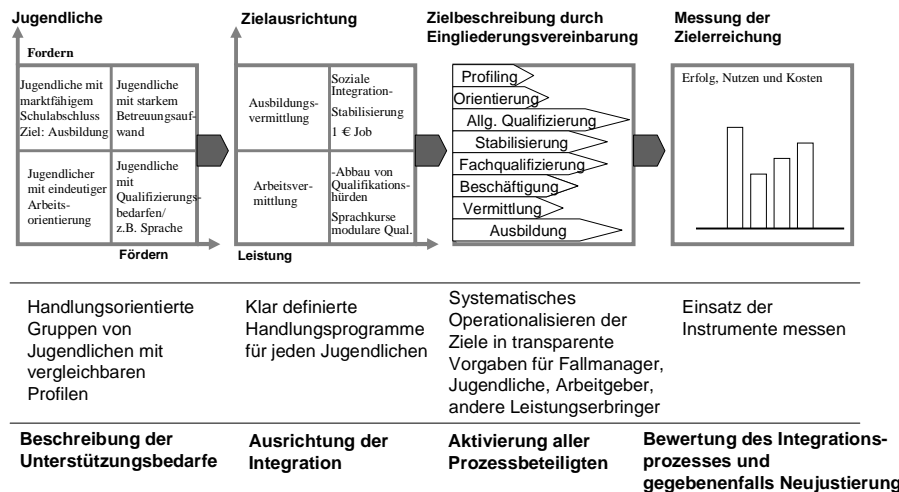 Jugendliche
Fordern
Jugendliche mit
marktfähigem
Schulabschluss
Ziel: Ausbildung
Jugendliche
mit starkem
Betreuungsauf-
wand
Jugendlicher
mit eindeutiger
Arbeits-
orientierung
Jugendliche
mit
Qualifizierungs-
bedarfen/
z.B. Sprache
Fördern
Zielausrichtung
Ausbildungs-
vermittlung
Soziale
Integration-
Stabilisierung
1 € Job
Arbeitsver-
mittlung
-Abbau von
Qualifikations-
hürden
Sprachkurse
modulare Qual.
Leistung
Zielbeschreibung durch
Eingliederungsvereinbarung
Profiling
Orientierung
Allg. Qualifizierung
Stabilisierung
Fachqualifizierung
Beschäftigung
Vermittlung
Ausbildung
Messung der
Zielerreichung
Erfolg, Nutzen und Kosten
Handlungsorientierte
Gruppen von
Jugendlichen mit
vergleichbaren
Profilen
Klar definierte
Handlungsprogramme
für jeden Jugendlichen
Systematisches
Operationalisieren der
Ziele in transparente
Vorgaben für Fallmanager,
Jugendliche, Arbeitgeber,
andere Leistungserbringer
Einsatz der
Instrumente messen
Beschreibung der
Unterstützungsbedarfe
Ausrichtung der
Integration
Aktivierung aller
Prozessbeteiligten
Bewertung des Integrations-
prozesses und
gegebenenfalls Neujustierung